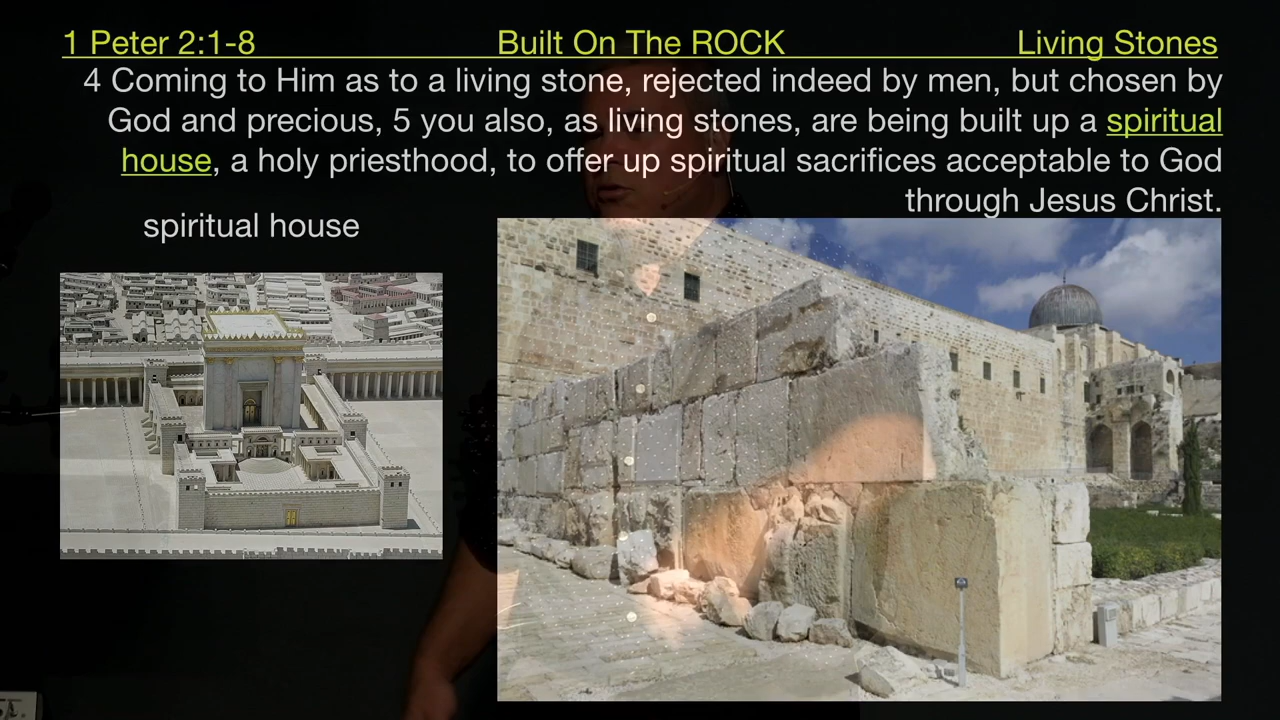 1 Peter 2:1-8 Built On The ROCK Living Stones
4 Coming to Him as to a living stone, rejected indeed by men, but chosen by
God and precious, 5 you also, as living stones, are being built up a spiritual
house, a holy priesthood, to offer up spiritual sacrifices acceptable to God
through Jesus Christ.
spiritual house